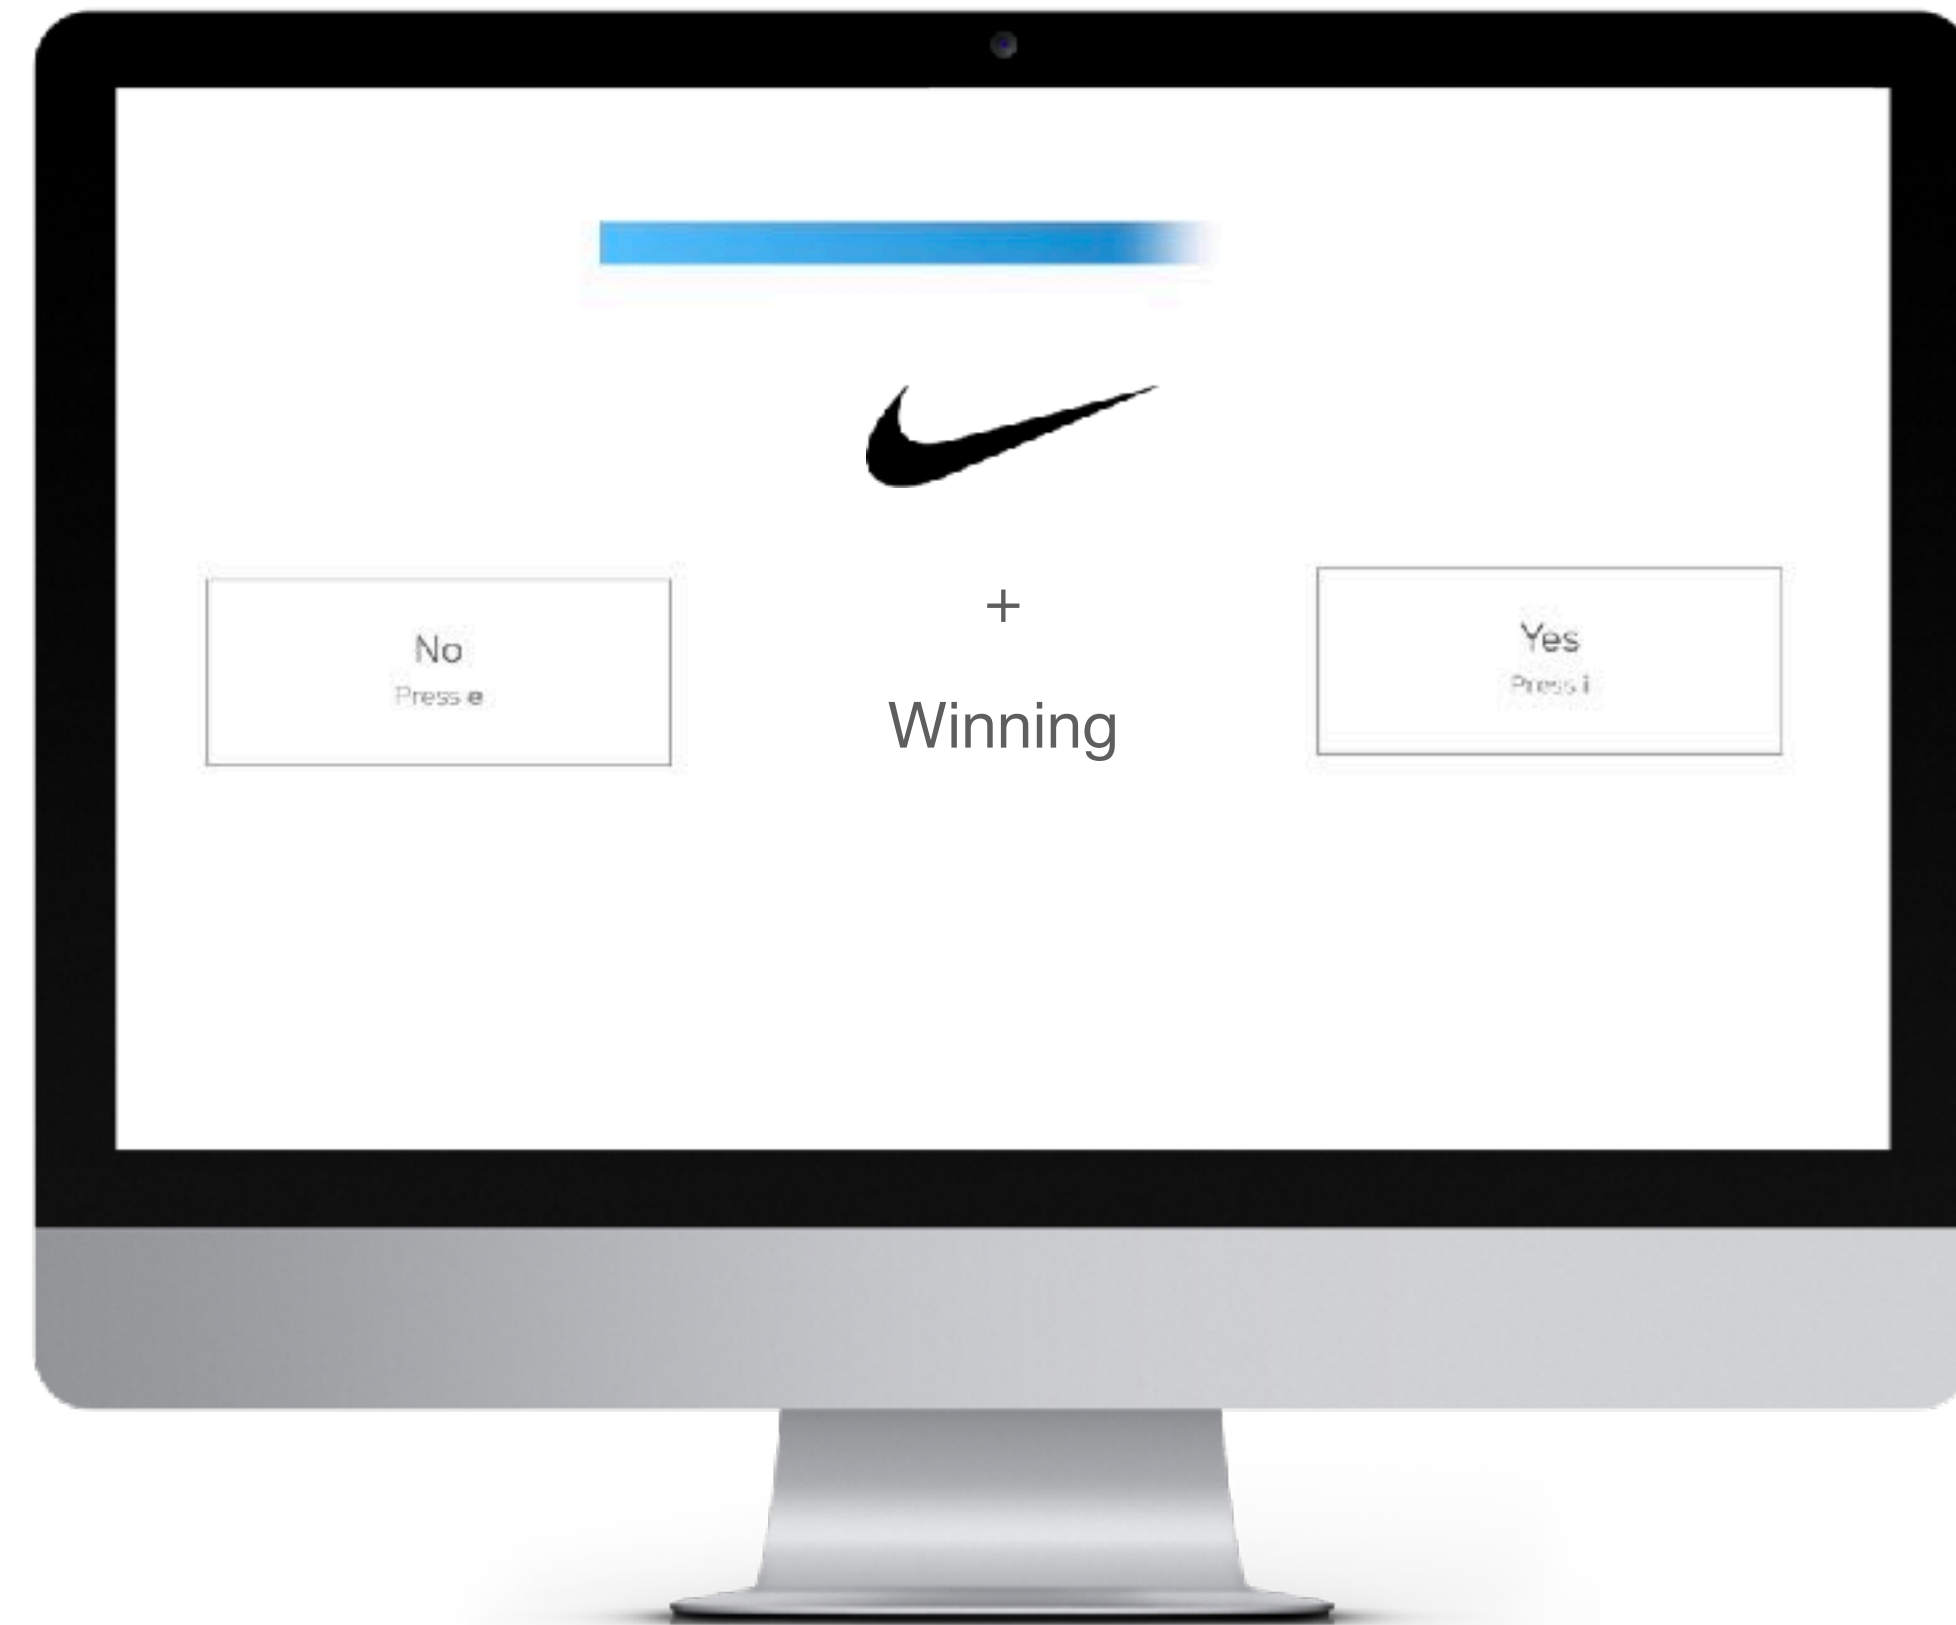 +
No
Press e
Winning
Yes
Press i